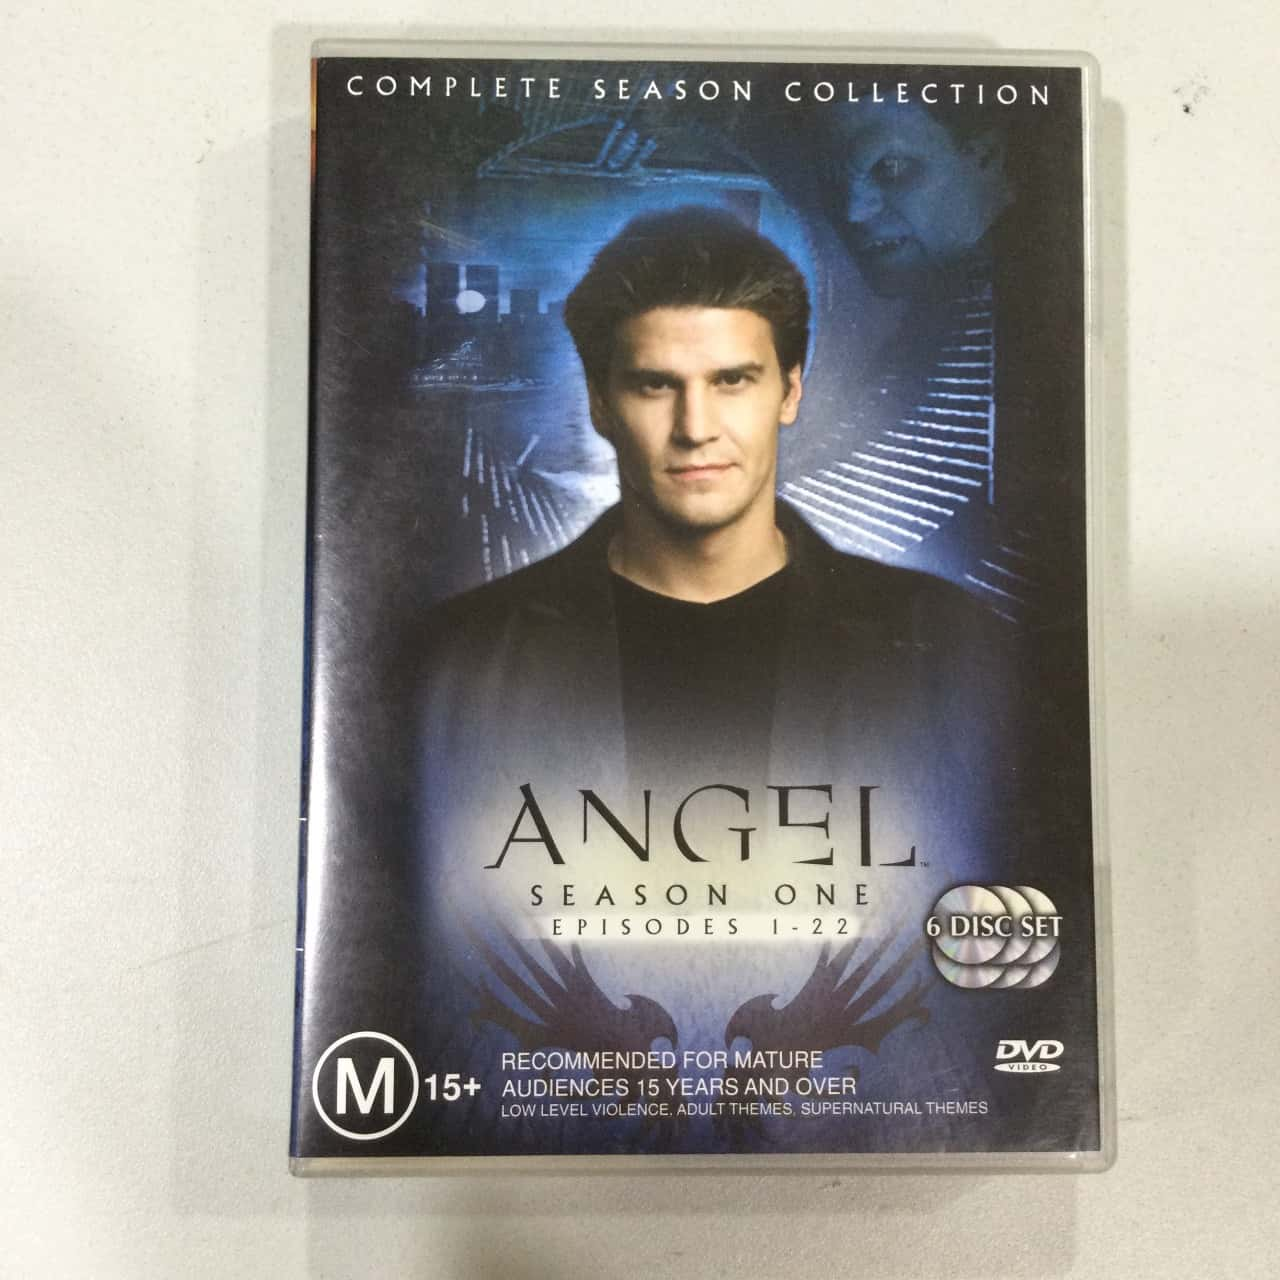 COMPLETE SEASON COLLECTION
ANGEL™
SEASON ONE
EPISODES 1-22
6 DISC SET
M 15+
RECOMMENDED FOR MATURE
AUDIENCES 15 YEARS AND OVER
LOW LEVEL VIOLENCE, ADULT THEMES, SUPERNATURAL THEMES
DVD
VIDEO